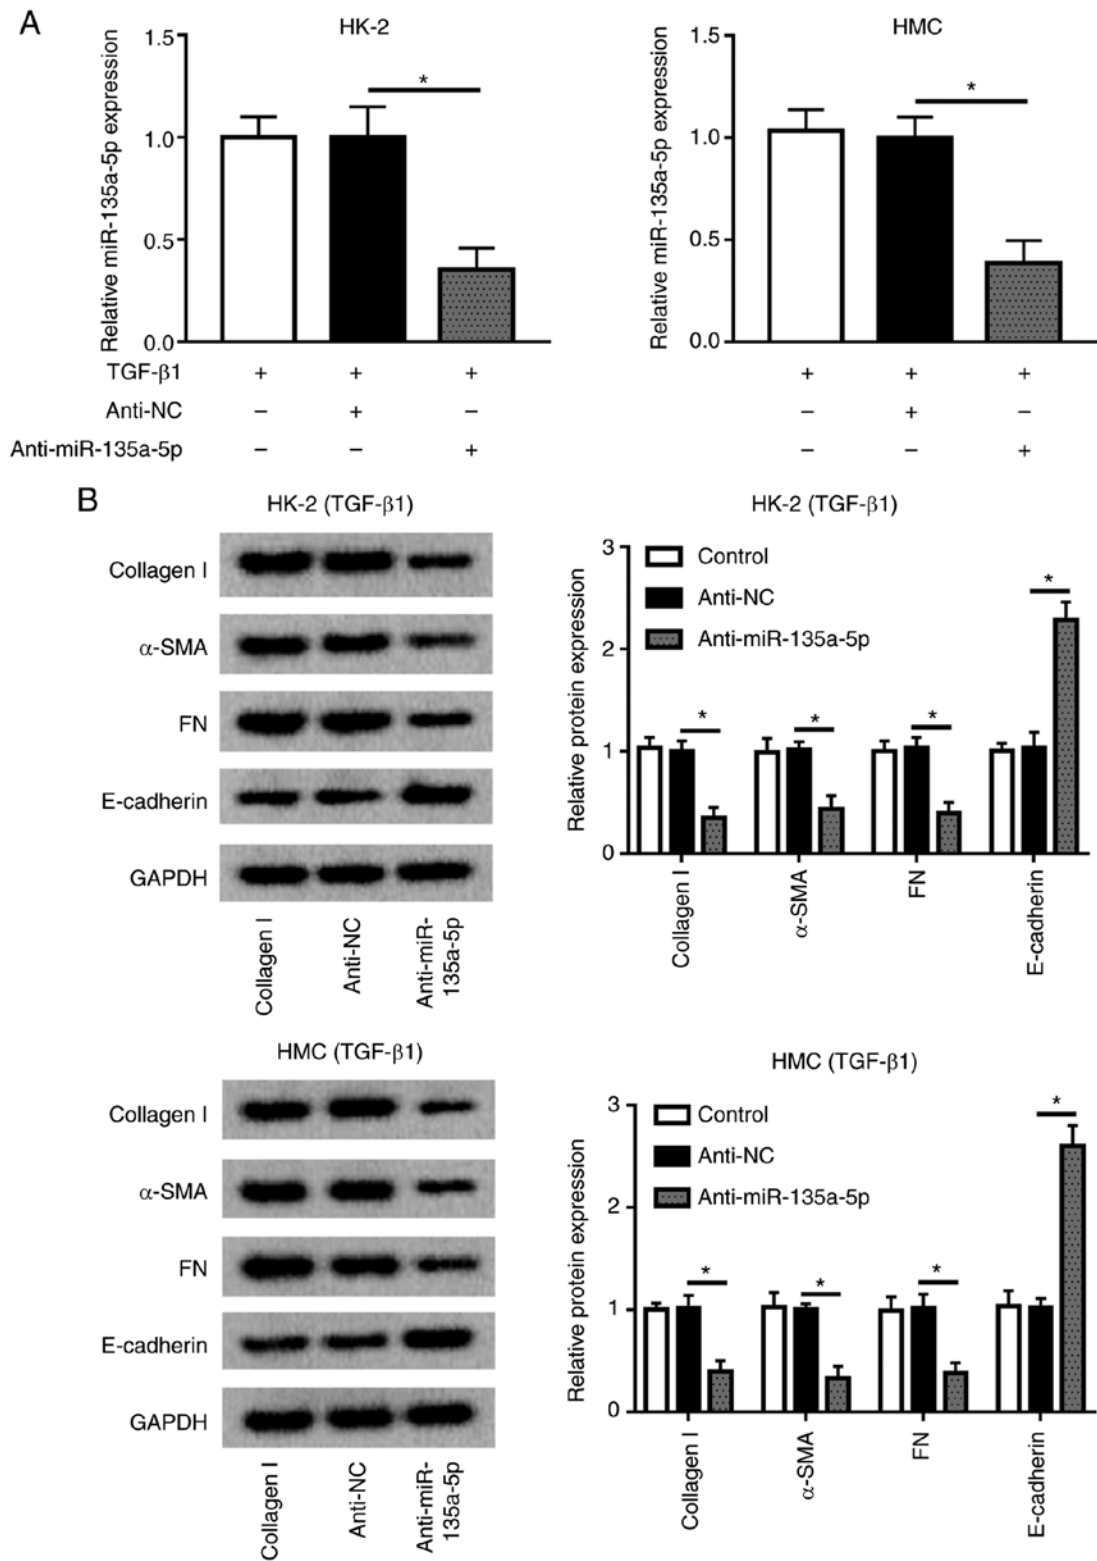 A
HK-2
HMC
Relative miR-135a-5p expression
1.5
1.0
0.5
0.0
*
Relative miR-135a-5p expression
1.5
1.0
0.5
0.0
*
TGF-β1 + + + + + +
Anti-NC – + – – + –
Anti-miR-135a-5p – – + – – +
B
HK-2 (TGF-β1)
Collagen I
α-SMA
FN
E-cadherin
GAPDH
Collagen I
Anti-NC
Anti-miR-
135a-5p
HK-2 (TGF-β1)
Relative protein expression
3
2
1
0
Control
Anti-NC
Anti-miR-135a-5p
* * * *
Collagen I
α-SMA
FN
E-cadherin
HMC (TGF-β1)
Collagen I
α-SMA
FN
E-cadherin
GAPDH
Collagen I
Anti-NC
Anti-miR-
135a-5p
HMC (TGF-β1)
Relative protein expression
3
2
1
0
Control
Anti-NC
Anti-miR-135a-5p
* * * *
Collagen I
α-SMA
FN
E-cadherin